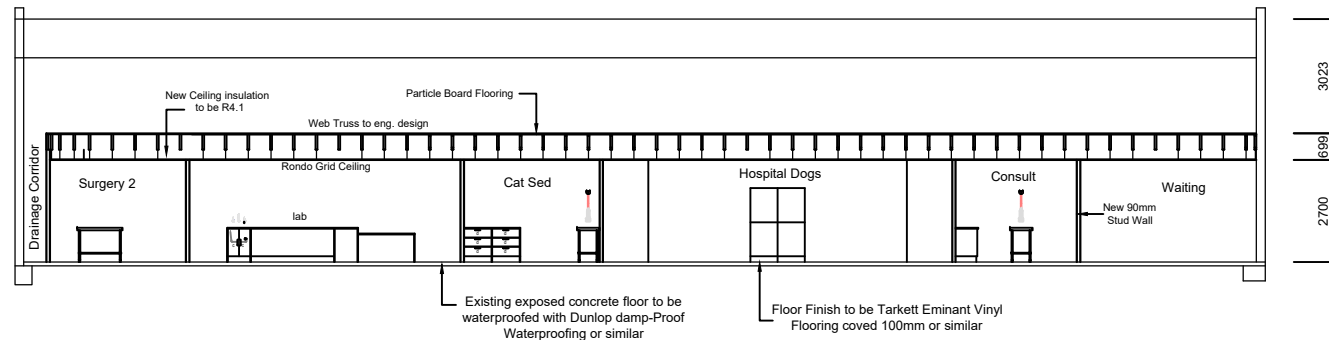 New Ceiling insulation
to be R4.1
Particle Board Flooring
Web Truss to eng. design
3023
699
Rondo Grid Ceiling
Drainage Corridor
Surgery 2
lab
Cat Sed
Hospital Dogs
Consult
Waiting
New 90mm
Stud Wall
2700
Existing exposed concrete floor to be
waterproofed with Dunlop damp-Proof
Waterproofing or similar
Floor Finish to be Tarkett Eminant Vinyl
Flooring coved 100mm or similar